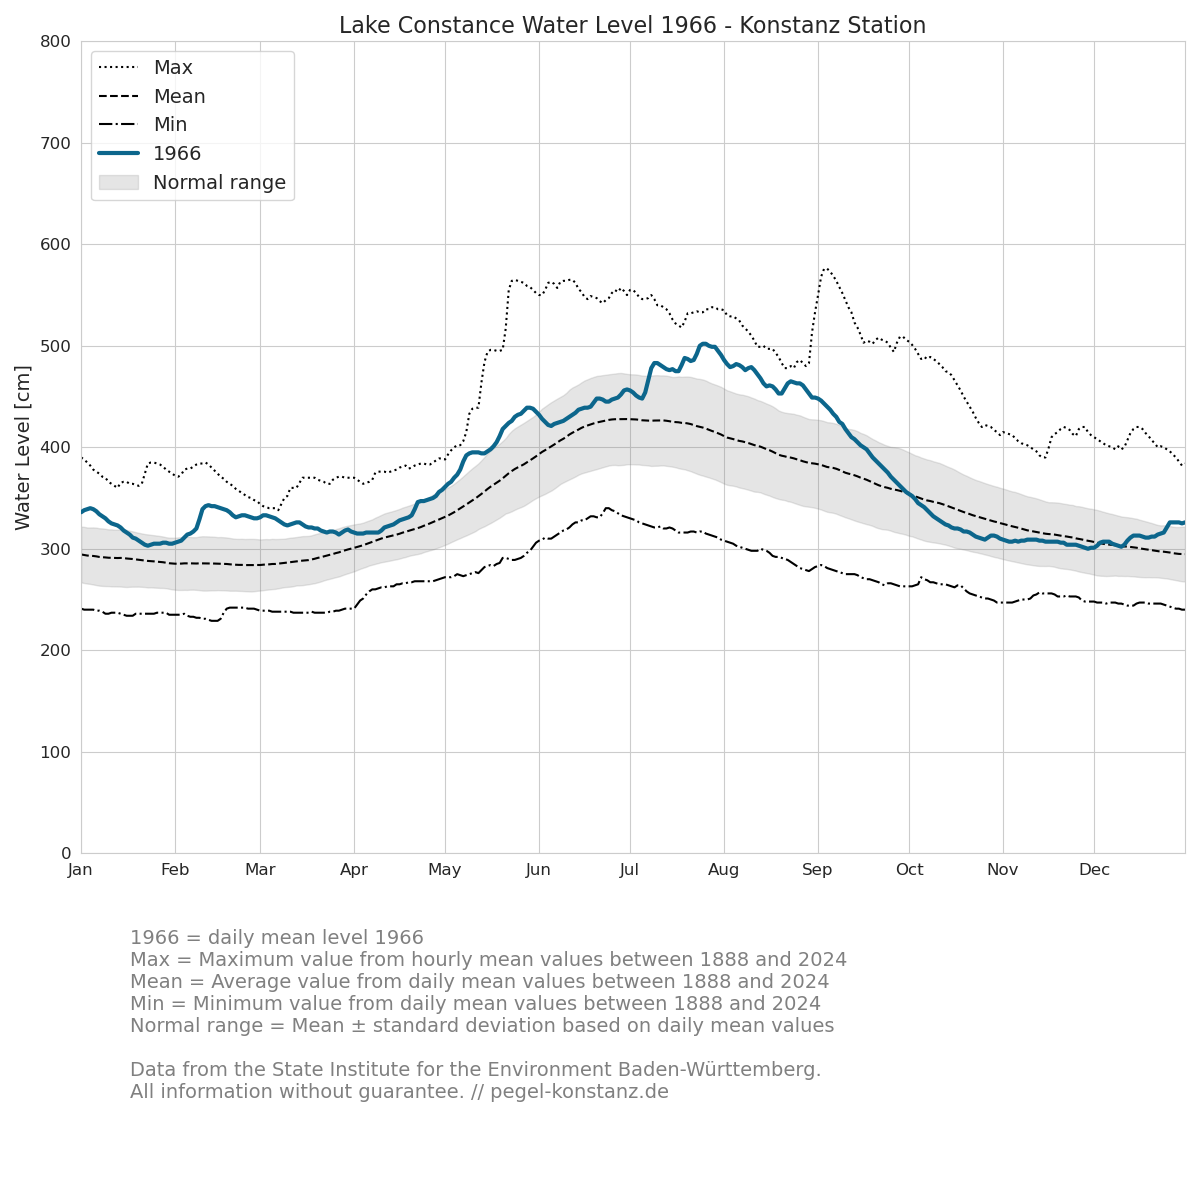 Lake Constance Water Level 1966 - Konstanz Station
800
700
600
500
400
300
200
100
0
Water Level [cm]
Max
Mean
Min
1966
Normal range
Jan Feb Mar Apr May Jun Jul Aug Sep Oct Nov Dec
1966 = daily mean level 1966
Max = Maximum value from hourly mean values between 1888 and 2024
Mean = Average value from daily mean values between 1888 and 2024
Min = Minimum value from daily mean values between 1888 and 2024
Normal range = Mean ± standard deviation based on daily mean values
Data from the State Institute for the Environment Baden-Württemberg.
All information without guarantee. // pegel-konstanz.de